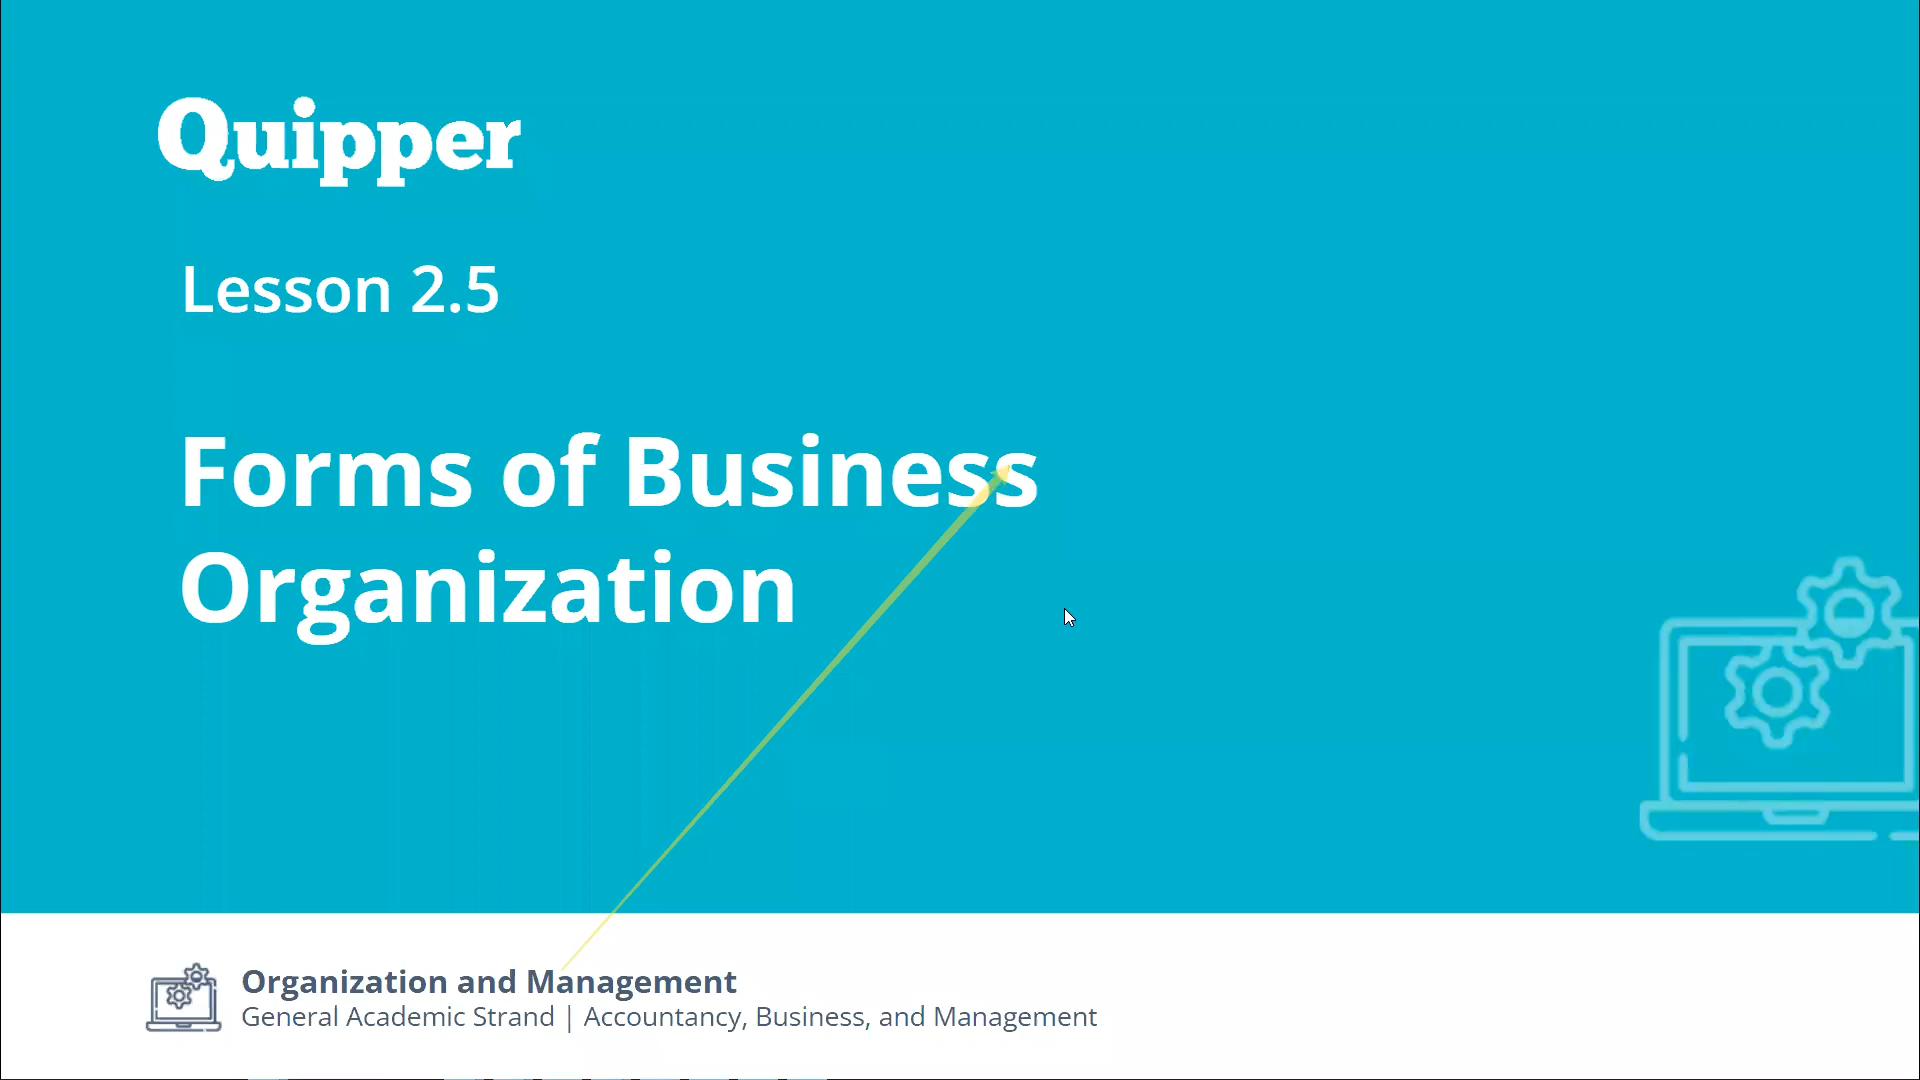 Quipper
Lesson 2.5
Forms of Business
Organization
Organization and Management
General Academic Strand | Accountancy, Business, and Management